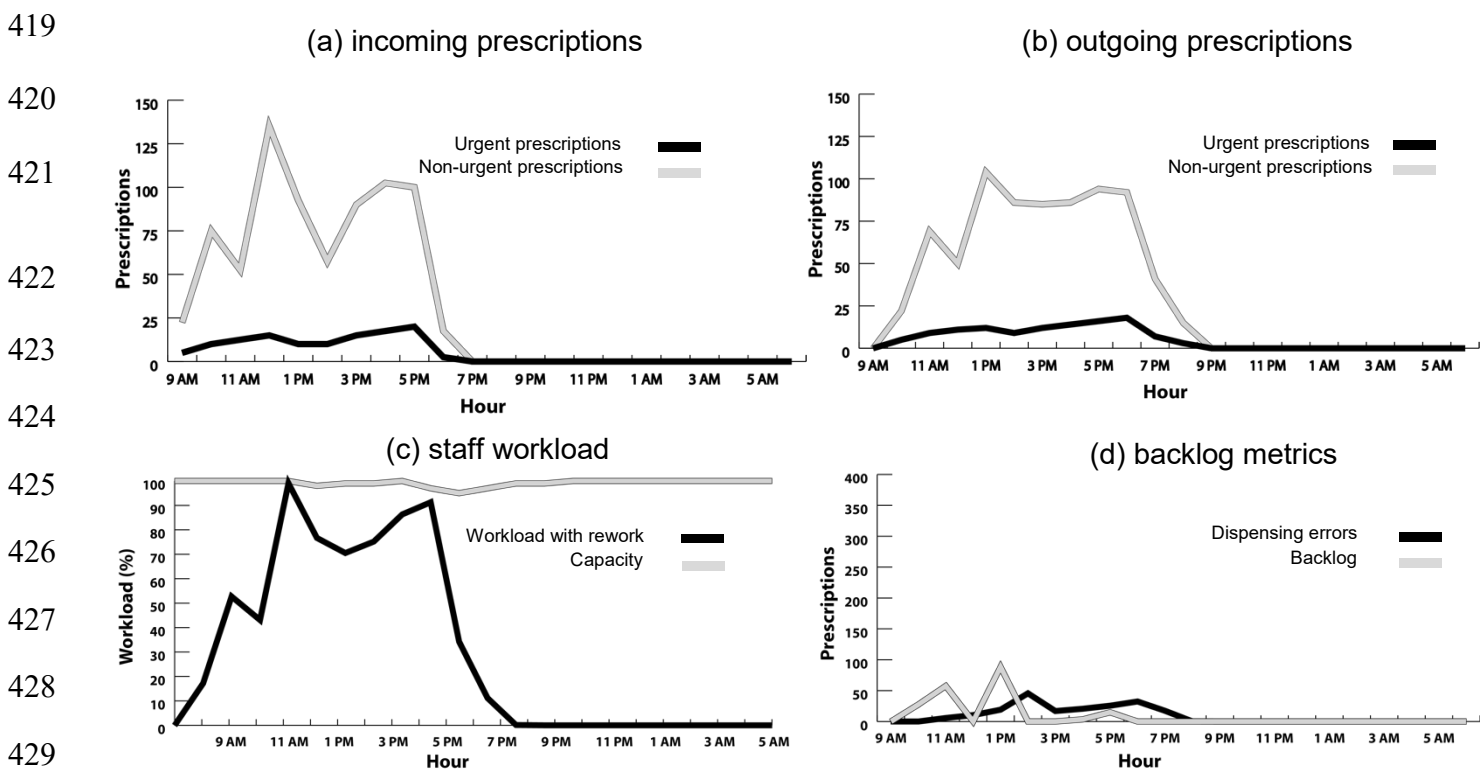 419
(a) incoming prescriptions
(b) outgoing prescriptions
420
150
125
100
75
50
25
0
Prescriptions
Urgent prescriptions
Non-urgent prescriptions
9 AM 11 AM 1 PM 3 PM 5 PM 7 PM 9 PM 11 PM 1 AM 3 AM 5 AM
Hour
150
125
100
75
50
25
0
Prescriptions
Urgent prescriptions
Non-urgent prescriptions
9 AM 11 AM 1 PM 3 PM 5 PM 7 PM 9 PM 11 PM 1 AM 3 AM 5 AM
Hour
421
422
423
424
(c) staff workload
(d) backlog metrics
425
100
90
80
70
60
50
40
30
20
10
0
Workload (%)
Workload with rework
Capacity
9 AM 11 AM 1 PM 3 PM 5 PM 7 PM 9 PM 11 PM 1 AM 3 AM 5 AM
Hour
400
350
300
250
200
150
100
50
0
Prescriptions
Dispensing errors
Backlog
9 AM 11 AM 1 PM 3 PM 5 PM 7 PM 9 PM 11 PM 1 AM 3 AM 5 AM
Hour
426
427
428
429